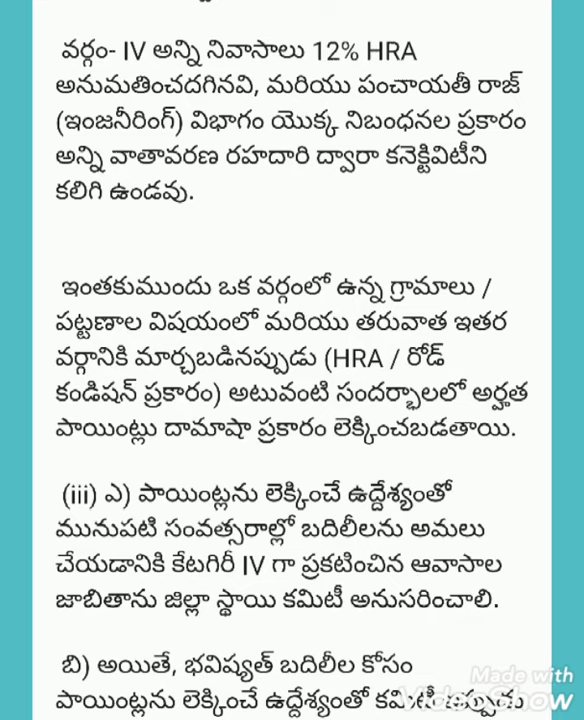 వర్గం- IV అన్ని నివాసాలు 12% HRA
అనుమతించదగినవి, మరియు పంచాయతీ రాజ్
(ఇంజనీరింగ్) విభాగం యొక్క నిబంధనల ప్రకారం
అన్ని వాతావరణ రహదారి ద్వారా కనెక్టివిటీని
కలిగి ఉండవు.
ఇంతకుముందు ఒక వర్గంలో ఉన్న గ్రామాలు /
పట్టణాల విషయంలో మరియు తరువాత ఇతర
వర్గానికి మార్చబడినప్పుడు (HRA / రోడ్
కండిషన్ ప్రకారం) అటువంటి సందర్భాలలో అర్హత
పాయింట్లు దామాషా ప్రకారం లెక్కించబడతాయి.
(iii) ఎ) పాయింట్లను లెక్కించే ఉద్దేశ్యంతో
మునుపటి సంవత్సరాల్లో బదిలీలను అమలు
చేయడానికి కేటగిరీ IV గా ప్రకటించిన ఆవాసాల
జాబితాను జిల్లా స్థాయి కమిటీ అనుసరించాలి.
బి) అయితే, భవిష్యత్ బదిలీల కోసం
పాయింట్లను లెక్కించే ఉద్దేశ్యంతో కమిటీ
Made with
VideoShow